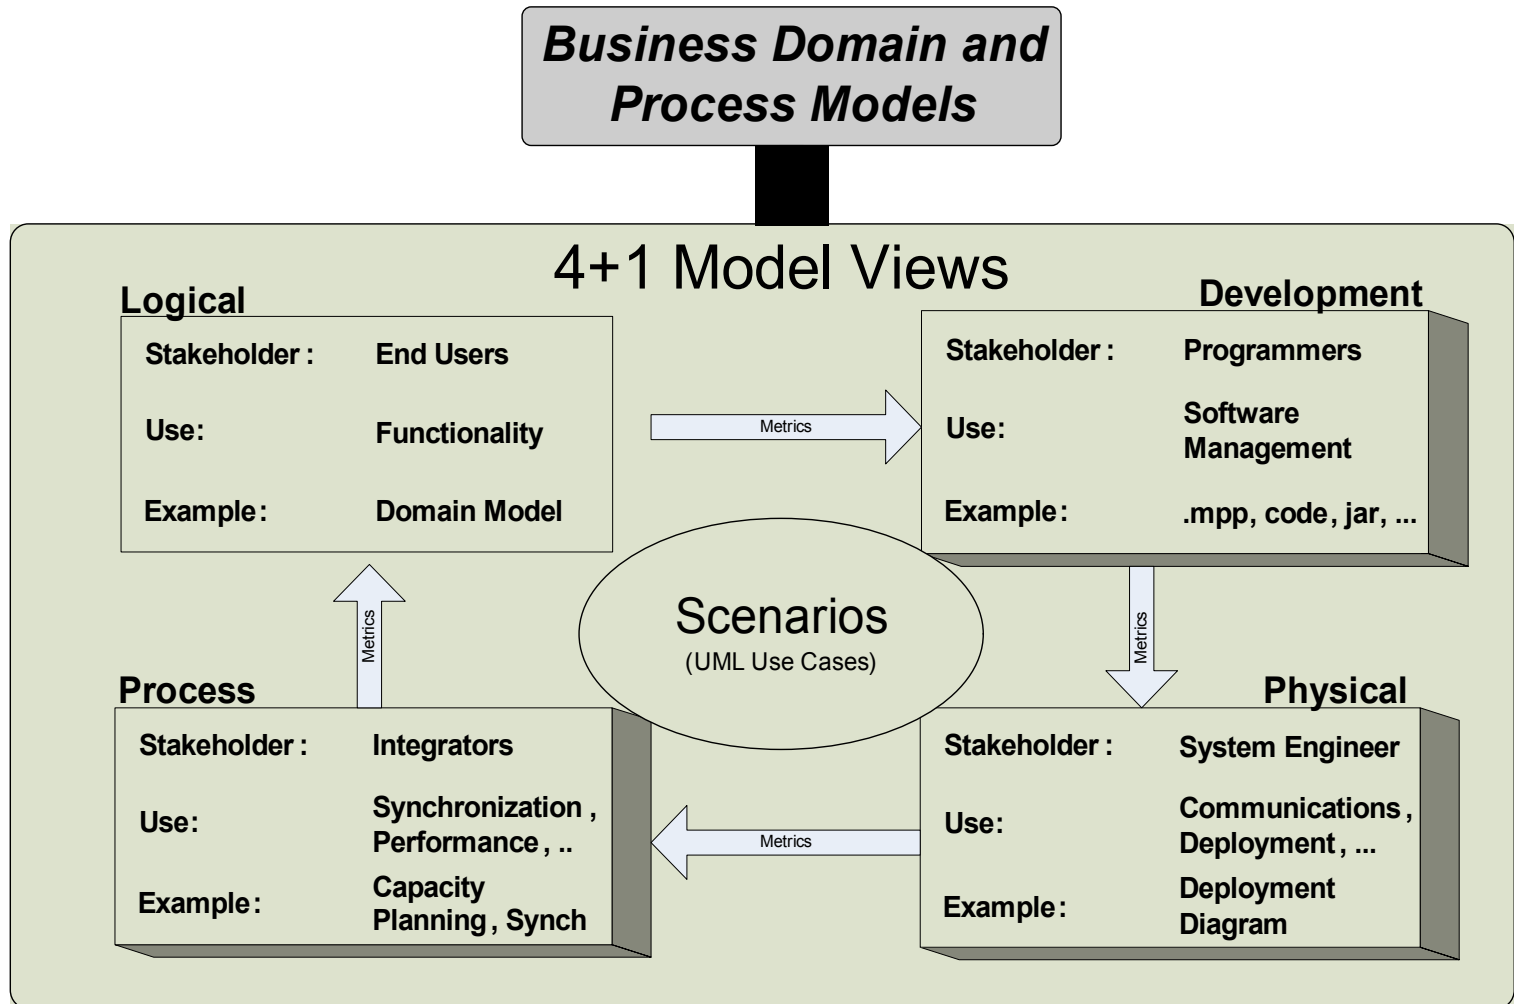 Business Domain and
Process Models
4+1 Model Views
Logical
Stakeholder: End Users
Use: Functionality
Example: Domain Model
Metrics
Development
Stakeholder: Programmers
Use: Software
Management
Example: .mpp, code, jar, ...
Scenarios
(UML Use Cases)
Metrics
Metrics
Process
Stakeholder: Integrators
Use: Synchronization,
Performance, ..
Example: Capacity
Planning, Synch
Metrics
Physical
Stakeholder: System Engineer
Use: Communications,
Deployment, ...
Example: Deployment
Diagram